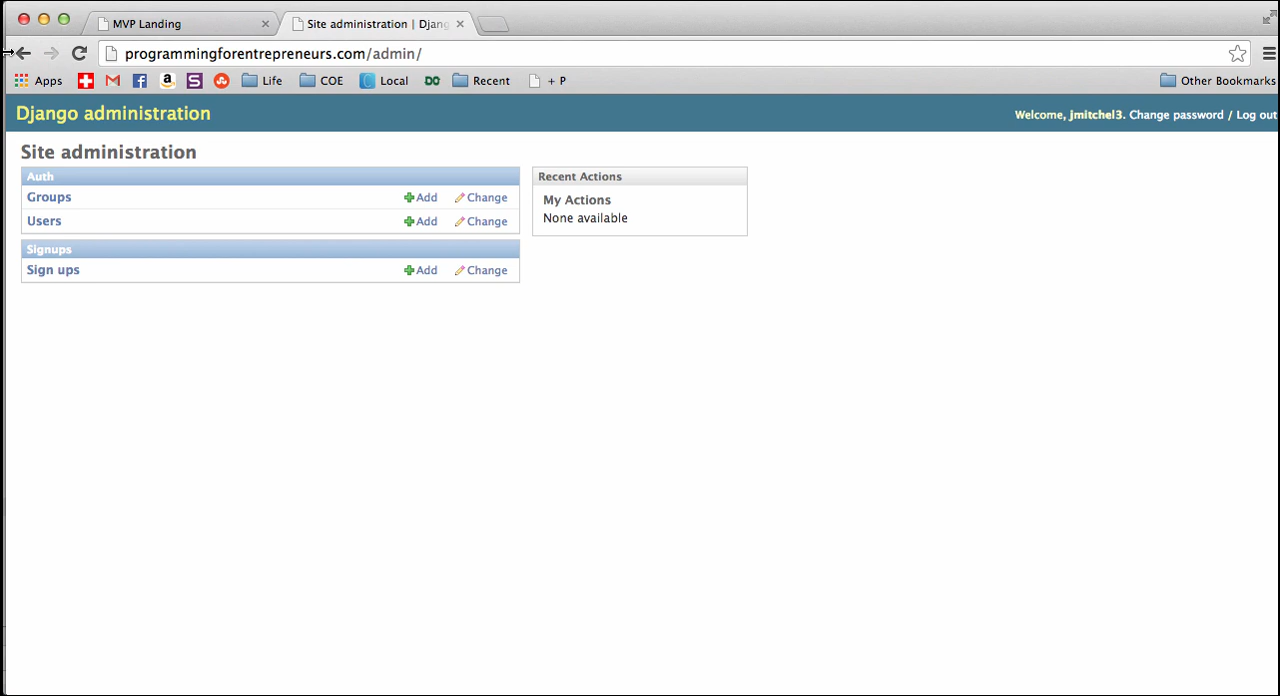 MVP Landing
Site administration | Djang
programmingforentrepreneurs.com/admin/
Apps Life COE Local DO Recent + P Other Bookmarks
Django administration
Welcome, jmitchel3. Change password / Log out
Site administration
Auth
Groups Add Change
Users Add Change
Signups
Sign ups Add Change
Recent Actions
My Actions
None available